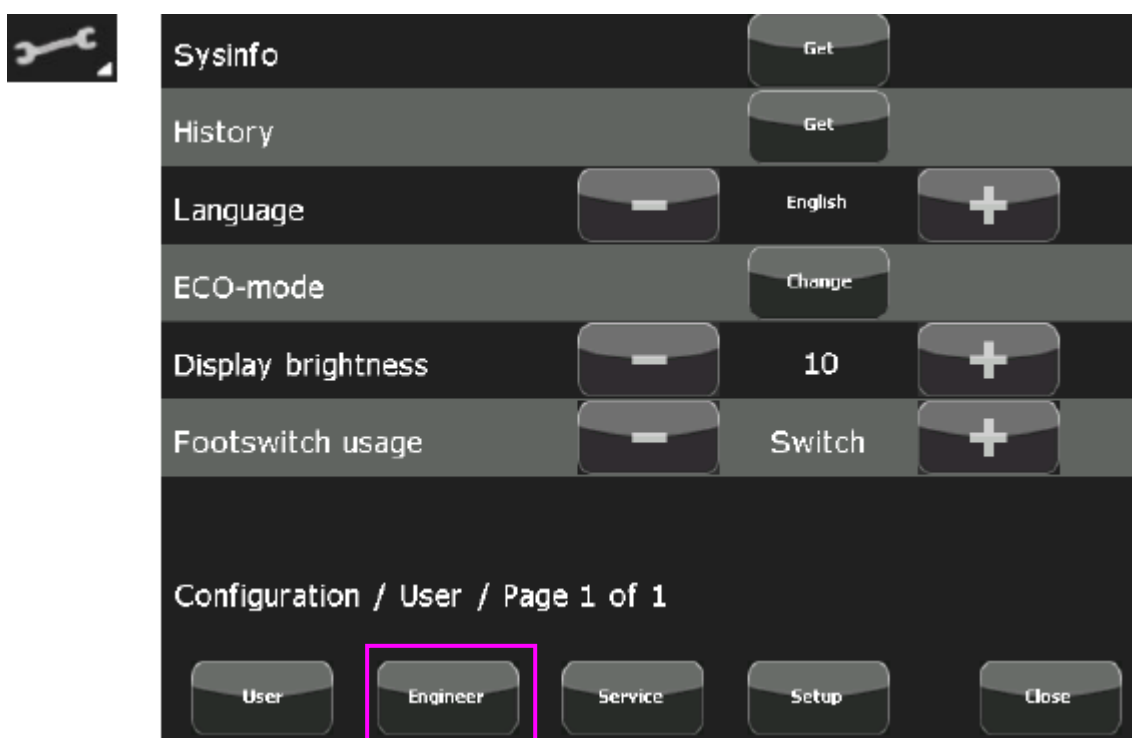 Sysinfo Get
History Get
Language English
ECO-mode Change
Display brightness 10
Footswitch usage Switch
Configuration / User / Page 1 of 1
User Engineer Service Setup Close